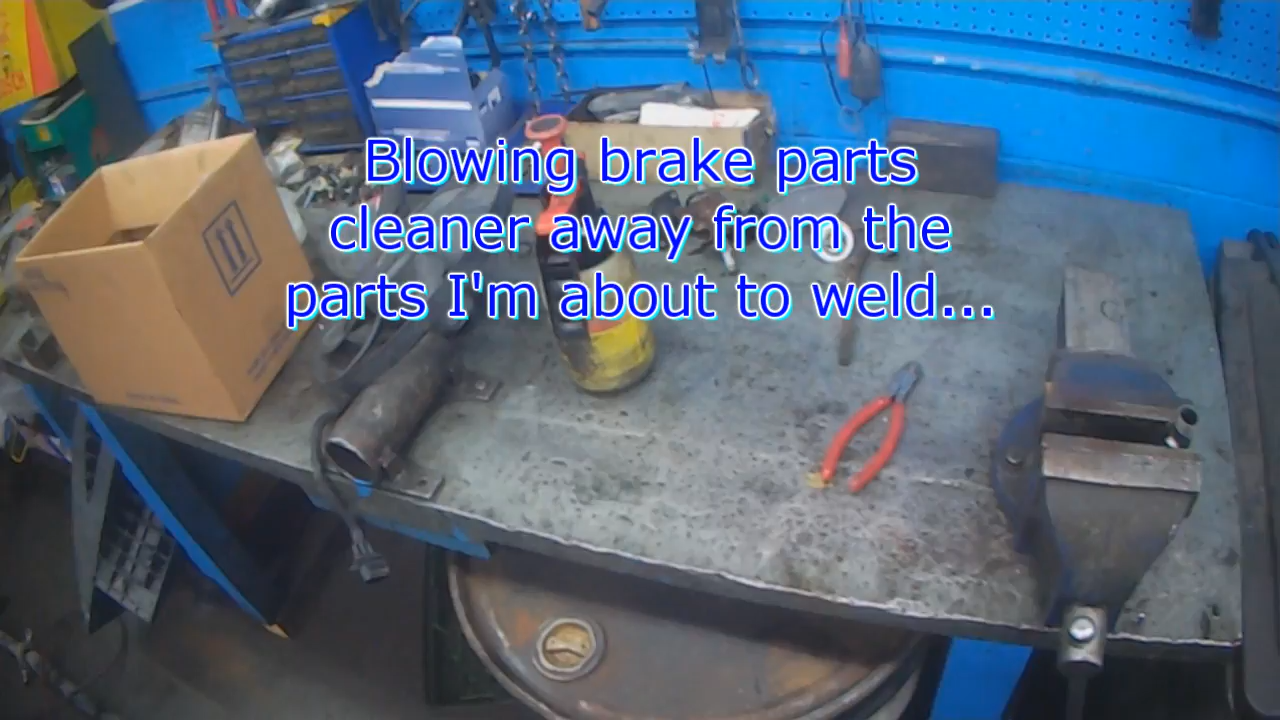 Blowing brake parts
cleaner away from the
parts I'm about to weld...